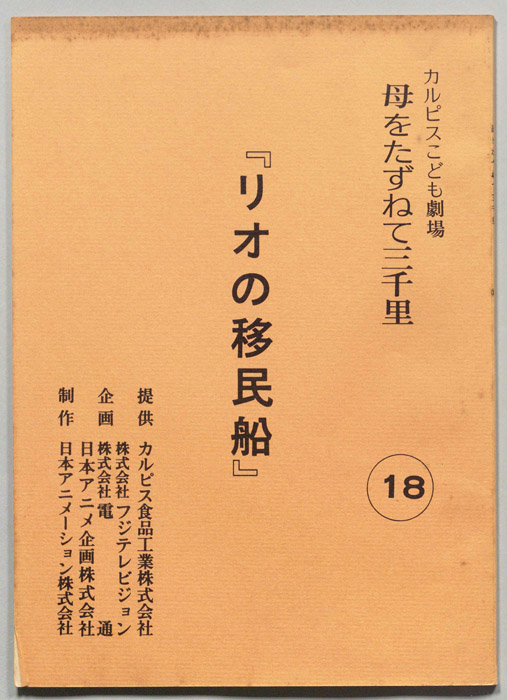 カルピスこども劇場
母をたずねて三千里
18
『リオの移民船』
提供 カルピス食品工業株式会社
企画 株式会社フジテレビジョン
株式会社電通
日本アニメ企画株式会社
制作 日本アニメーション株式会社